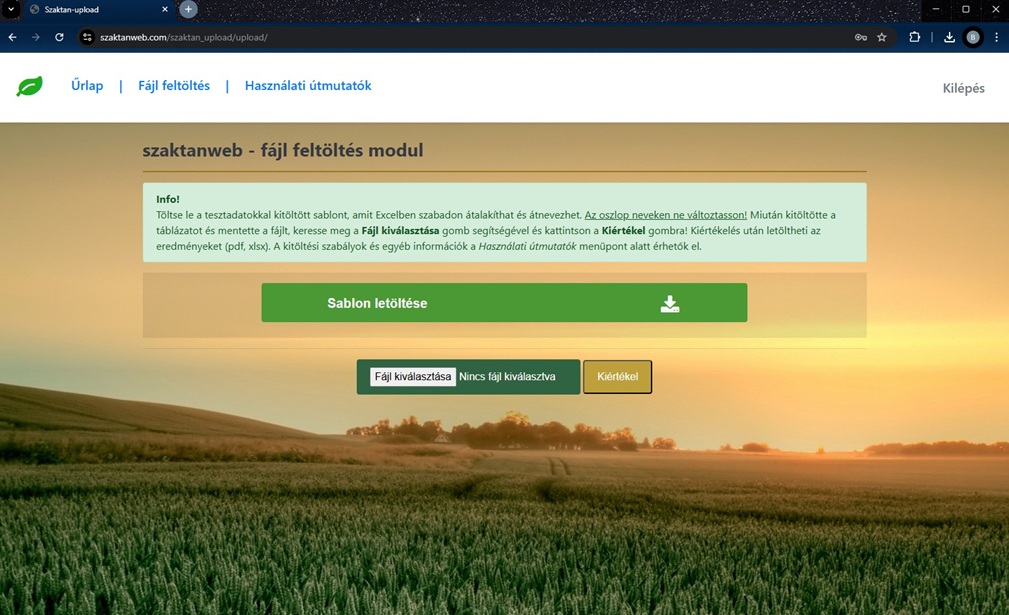 Szaktan-upload
szaktanweb.com/szaktan_upload/upload/
B
Űrlap | Fájl feltöltés | Használati útmutatók
Kilépés
szaktanweb - fájl feltöltés modul
Info!
Töltse le a tesztadatokkal kitöltött sablont, amit Excelben szabadon átalakíthat és átnevezhet. Az oszlop neveken ne változtasson! Miután kitöltötte a
táblázatot és mentette a fájlt, keresse meg a Fájl kiválasztása gomb segítségével és kattintson a Kiértékel gombra! Kiértékelés után letöltheti az
eredményeket (pdf, xlsx). A kitöltési szabályok és egyéb információk a Használati útmutatók menüpont alatt érhetők el.
Sablon letöltése
Fájl kiválasztása Nincs fájl kiválasztva
Kiértékel